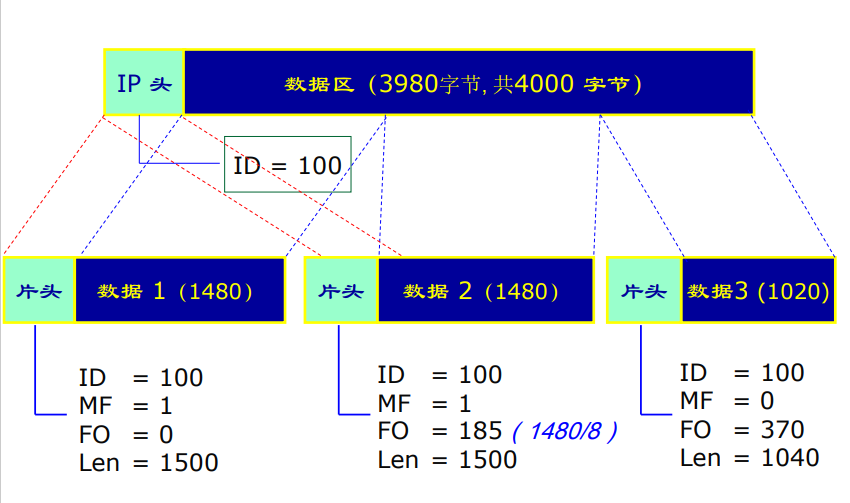 IP 头 数据区（3980字节, 共4000 字节）
ID = 100
片头 数据 1（1480） 片头 数据 2（1480） 片头 数据3 (1020)
ID = 100
MF = 1
FO = 0
Len = 1500
ID = 100
MF = 1
FO = 185 ( 1480/8 )
Len = 1500
ID = 100
MF = 0
FO = 370
Len = 1040